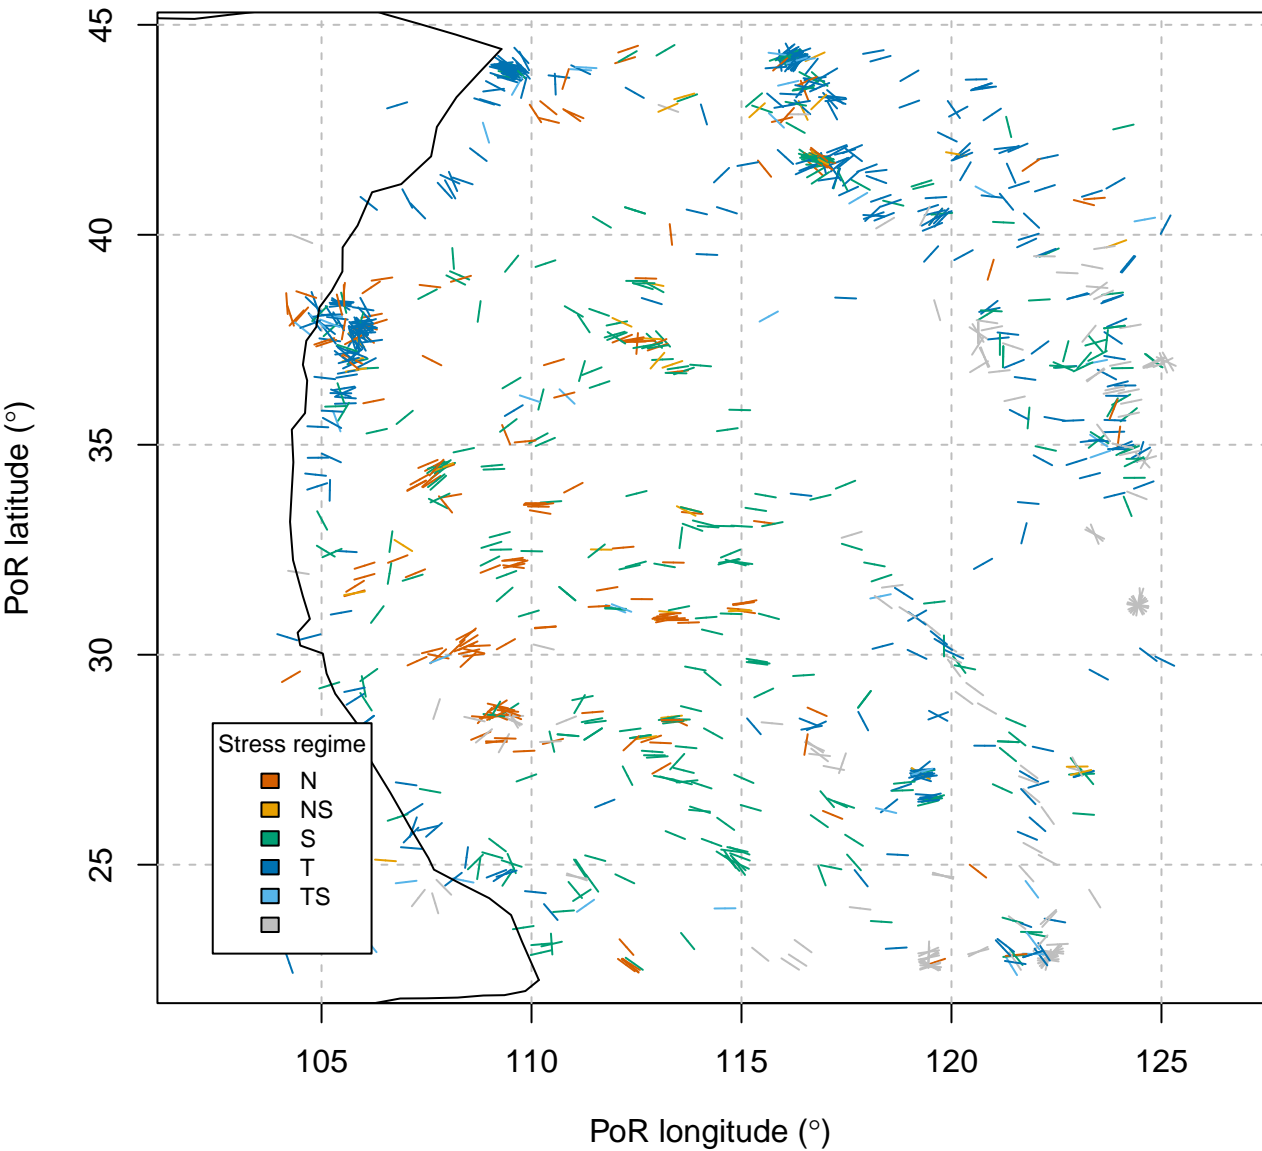 45
40
35
30
25
PoR latitude (°)
Stress regime
N
NS
S
T
TS
105
110
115
120
125
PoR longitude (°)